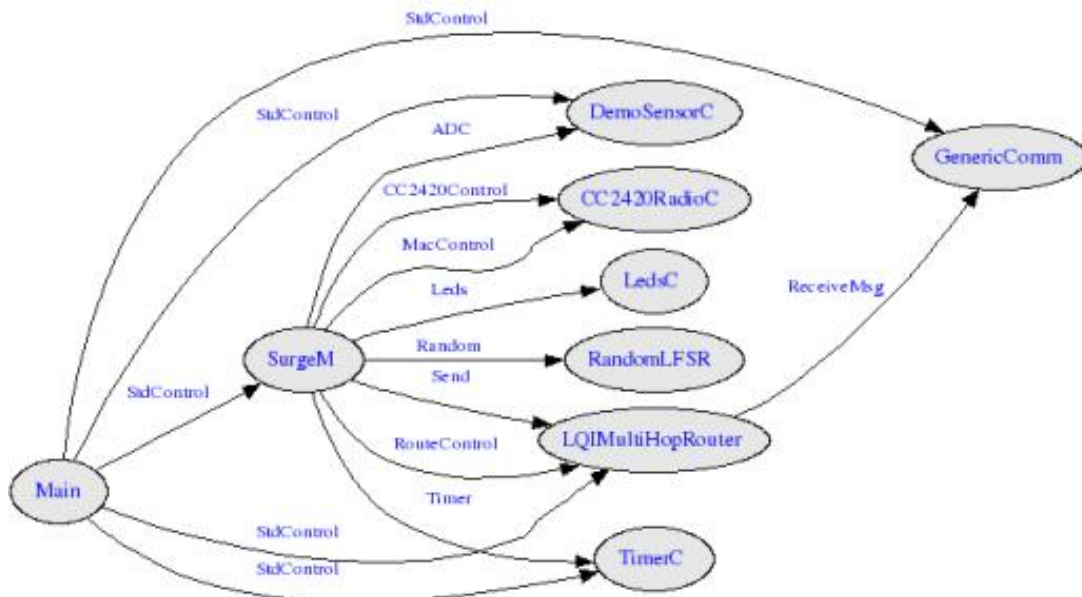 StdControl
StdControl
DemoSensorC
ADC
GenericComm
CC2420Control
CC2420RadioC
MacControl
LedsC
Leds
ReceiveMsg
Random
SurgeM
RandomLFSR
Send
StdControl
RouteControl
LQIMultiHopRouter
Main
Timer
StdControl
TimerC
StdControl